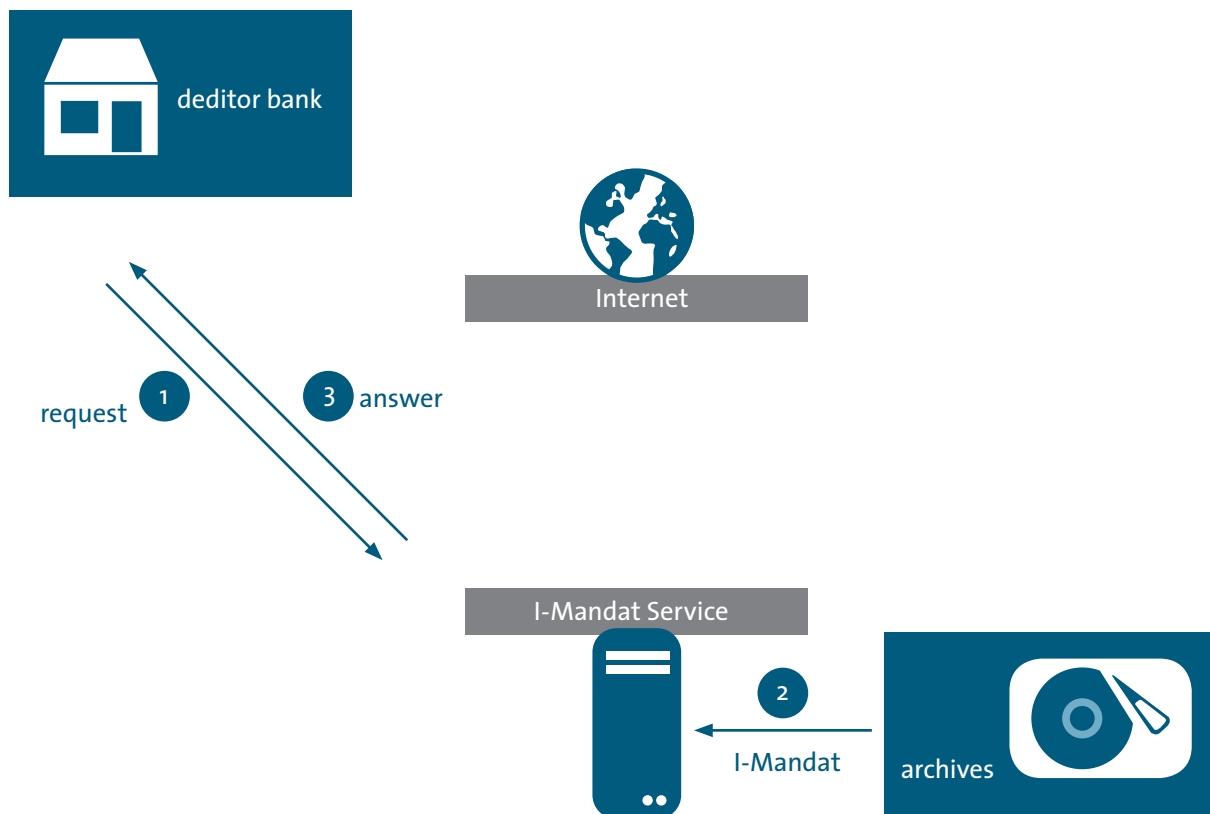 deditor bank
Internet
1
3 answer
request
I-Mandat Service
2
I-Mandat
archives